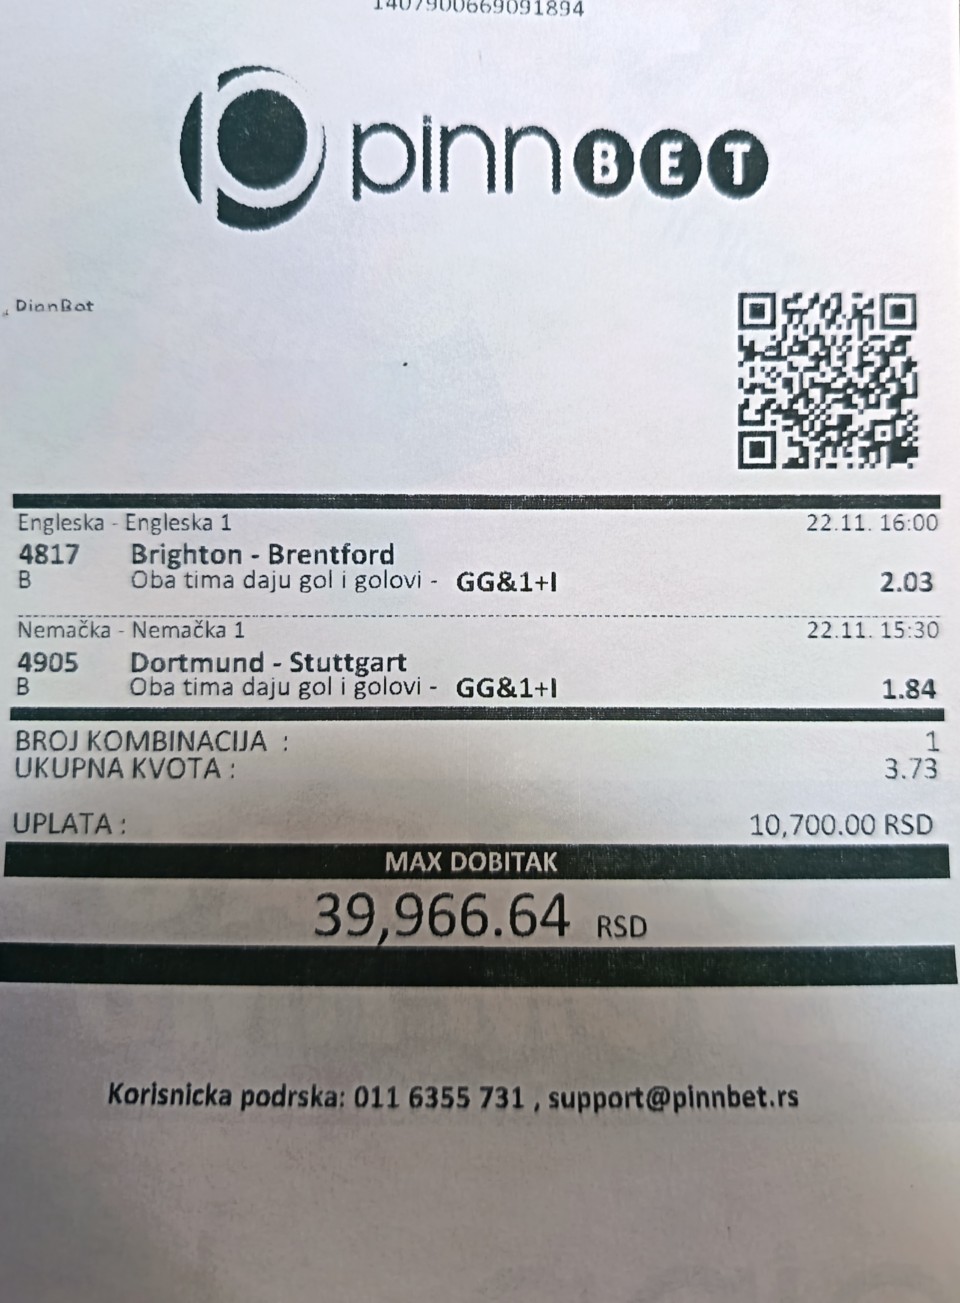 1407900669091894
pinnBET
Engleska - Engleska 1 22.11. 16:00
4817 Brighton - Brentford
B Oba tima daju gol i golovi - GG&1+I 2.03
Nemačka - Nemačka 1 22.11. 15:30
4905 Dortmund - Stuttgart
B Oba tima daju gol i golovi - GG&1+I 1.84
BROJ KOMBINACIJA : 1
UKUPNA KVOTA : 3.73
UPLATA : 10,700.00 RSD
MAX DOBITAK
39,966.64 RSD
Korisnicka podrska: 011 6355 731 , support@pinnbet.rs